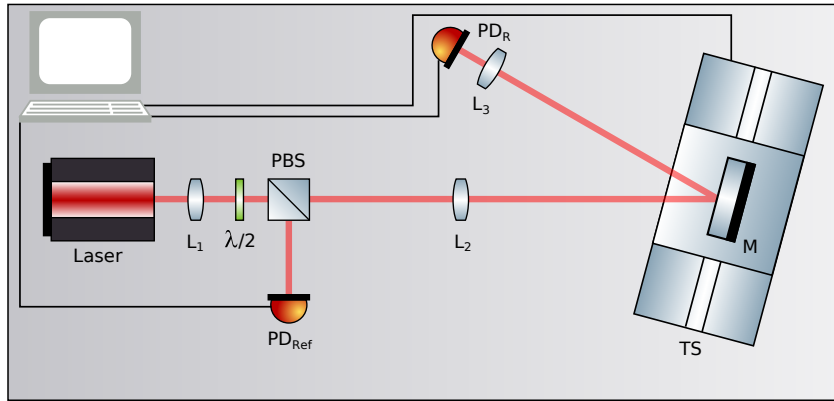 PD_R
L_3
PBS
L_1
λ/2
L_2
M
Laser
PD_Ref
TS